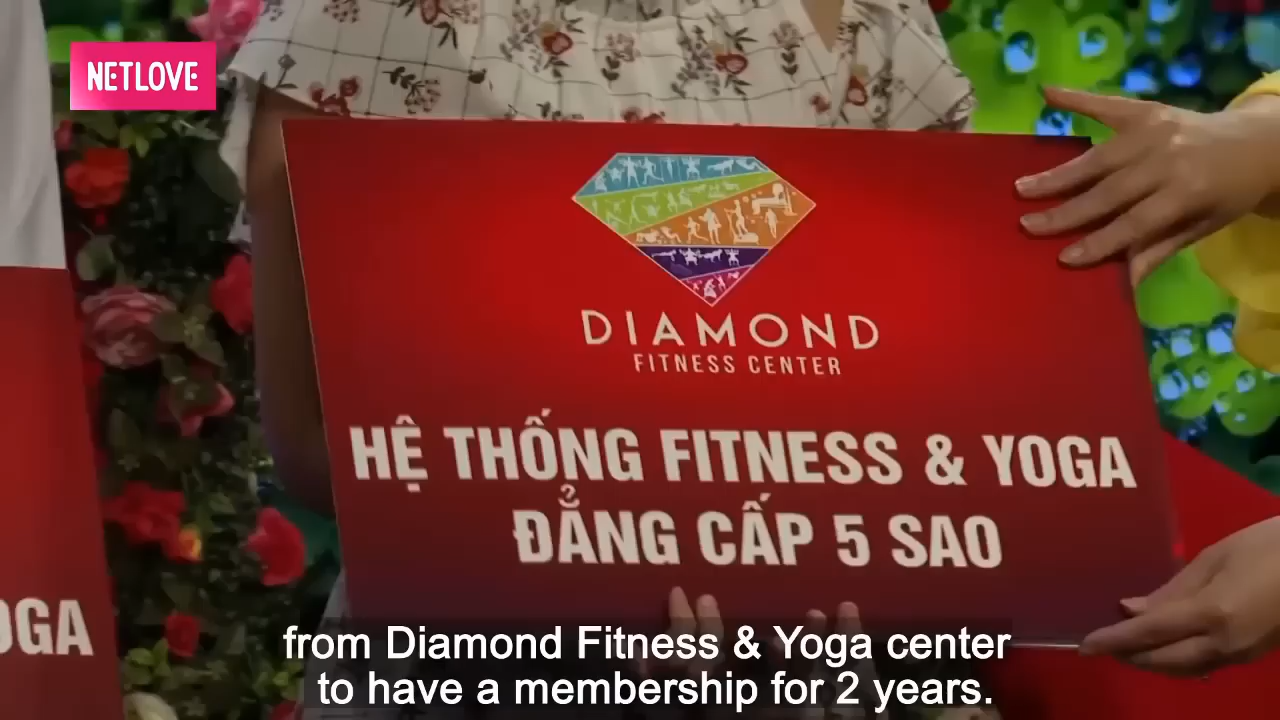 NETLOVE
DIAMOND
FITNESS CENTER
HỆ THỐNG FITNESS & YOGA
ĐẲNG CẤP 5 SAO
OGA
from Diamond Fitness & Yoga center
to have a membership for 2 years.